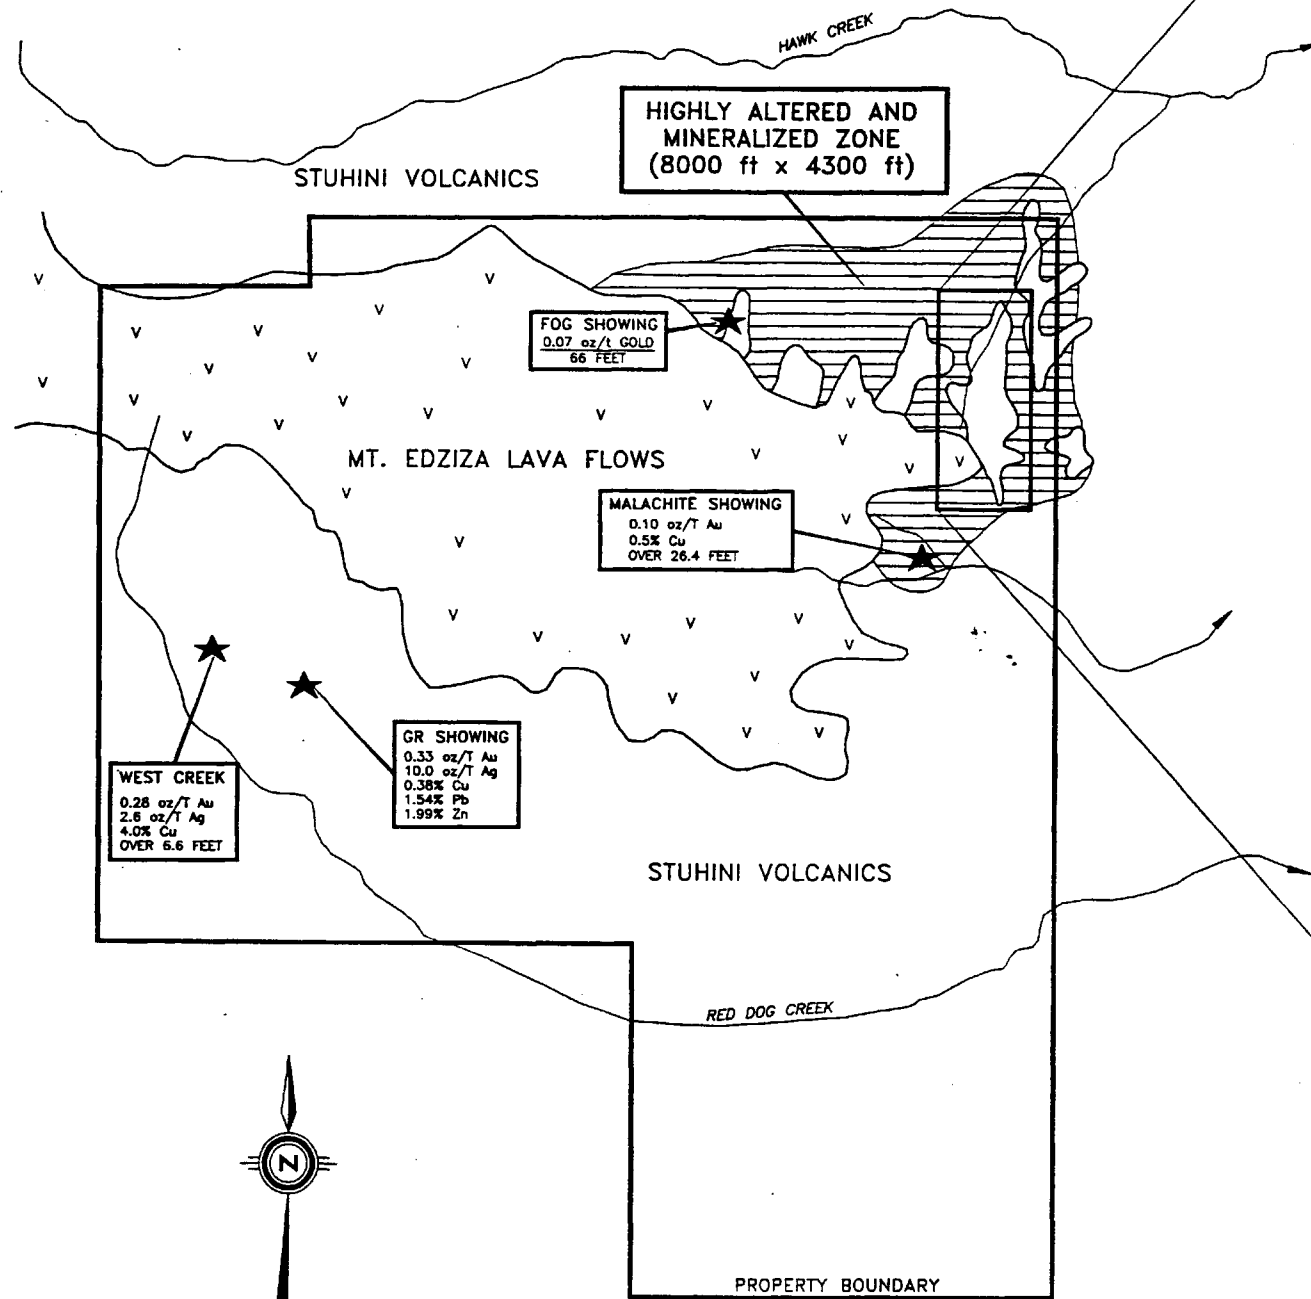 HAWK CREEK
HIGHLY ALTERED AND
MINERALIZED ZONE
(8000 ft x 4300 ft)
STUHINI VOLCANICS
FOG SHOWING
0.07 oz/t GOLD
66 FEET
MT. EDZIZA LAVA FLOWS
MALACHITE SHOWING
0.10 oz/T Au
0.5% Cu
OVER 26.4 FEET
GR SHOWING
0.33 oz/T Au
10.0 oz/T Ag
0.38% Cu
1.54% Pb
1.99% Zn
WEST CREEK
0.28 oz/T Au
2.6 oz/T Ag
4.0% Cu
OVER 6.6 FEET
STUHINI VOLCANICS
RED DOG CREEK
N
PROPERTY BOUNDARY